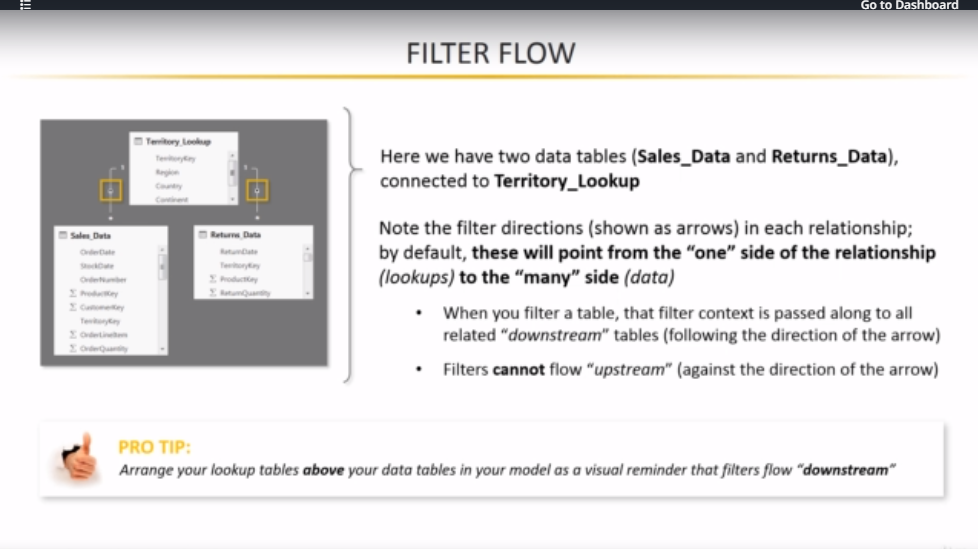 Go to Dashboard
FILTER FLOW
Territory_Lookup
TerritoryKey
Region
Country
Continent
1
1
*
*
Sales_Data
OrderDate
StockDate
OrderNumber
Σ ProductKey
Σ CustomerKey
TerritoryKey
Σ OrderLineItem
Σ OrderQuantity
Returns_Data
ReturnDate
TerritoryKey
Σ ProductKey
Σ ReturnQuantity
Here we have two data tables (Sales_Data and Returns_Data),
connected to Territory_Lookup
Note the filter directions (shown as arrows) in each relationship;
by default, these will point from the “one” side of the relationship
(lookups) to the “many” side (data)
• When you filter a table, that filter context is passed along to all
related “downstream” tables (following the direction of the arrow)
• Filters cannot flow “upstream” (against the direction of the arrow)
PRO TIP:
Arrange your lookup tables above your data tables in your model as a visual reminder that filters flow “downstream”